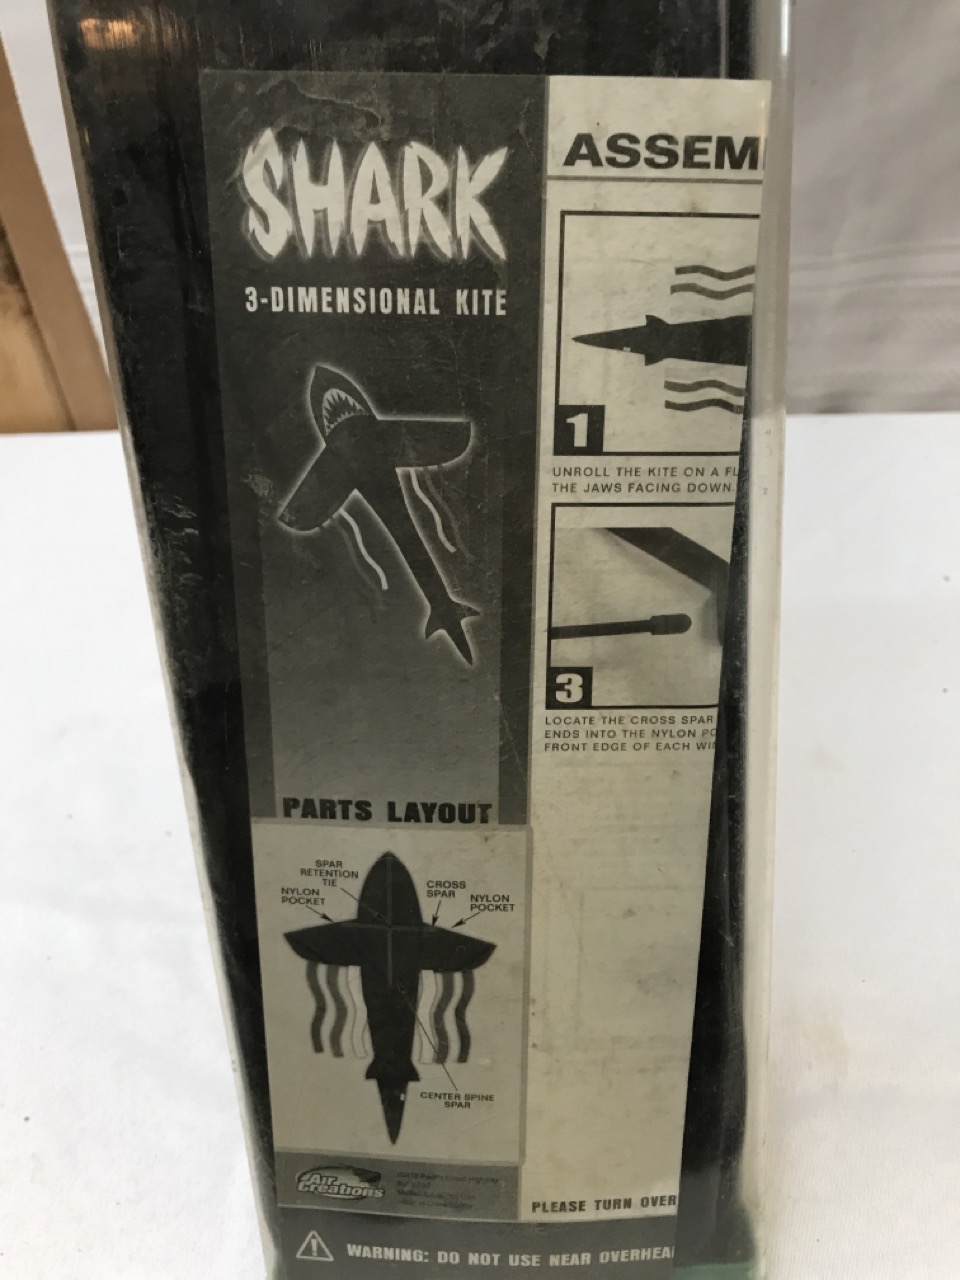 SHARK
3-DIMENSIONAL KITE
PARTS LAYOUT
SPAR
RETENTION
TIE
NYLON
POCKET
CROSS
SPAR
NYLON
POCKET
CENTER SPINE
SPAR
Air
Creations
ASSEM
1
UNROLL THE KITE ON A FL
THE JAWS FACING DOWN.
3
LOCATE THE CROSS SPAR
ENDS INTO THE NYLON PO
FRONT EDGE OF EACH WIN
PLEASE TURN OVER
WARNING: DO NOT USE NEAR OVERHEA